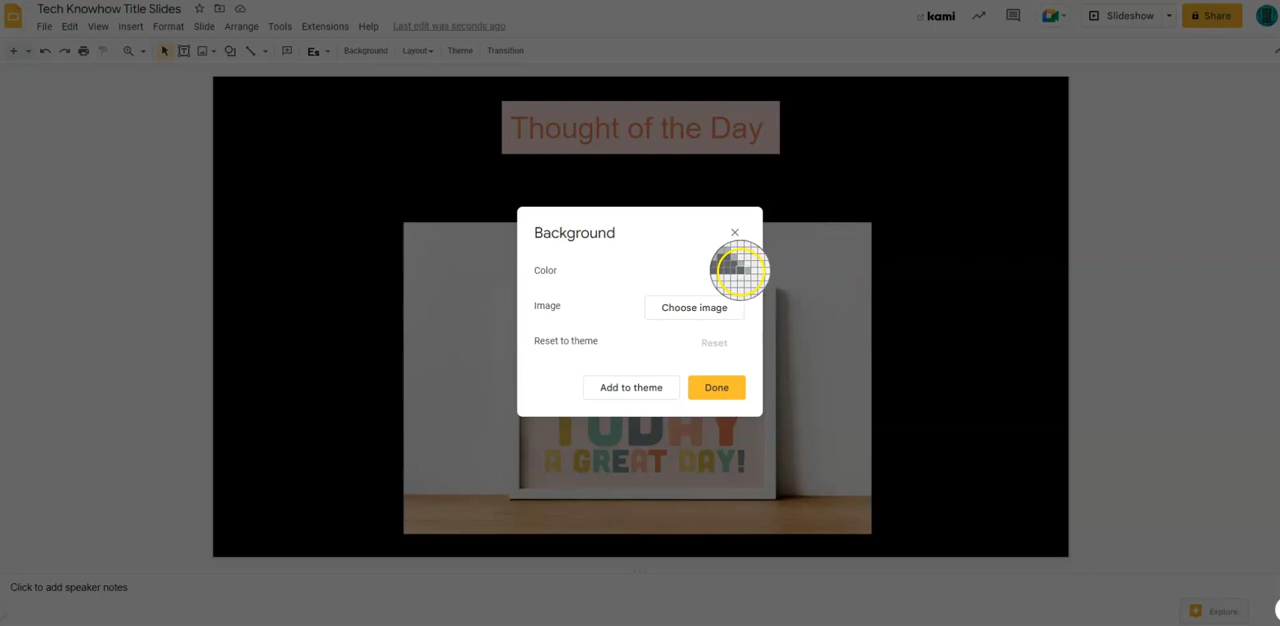 Tech Knowhow Title Slides
File Edit View Insert Format Slide Arrange Tools Extensions Help Last edit was seconds ago
kami
Slideshow
Share
Es
Background Layout Theme Transition
Thought of the Day
Background
Color
Image Choose image
Reset to theme Reset
Add to theme Done
TODAY
A GREAT DAY!
Click to add speaker notes
Explore